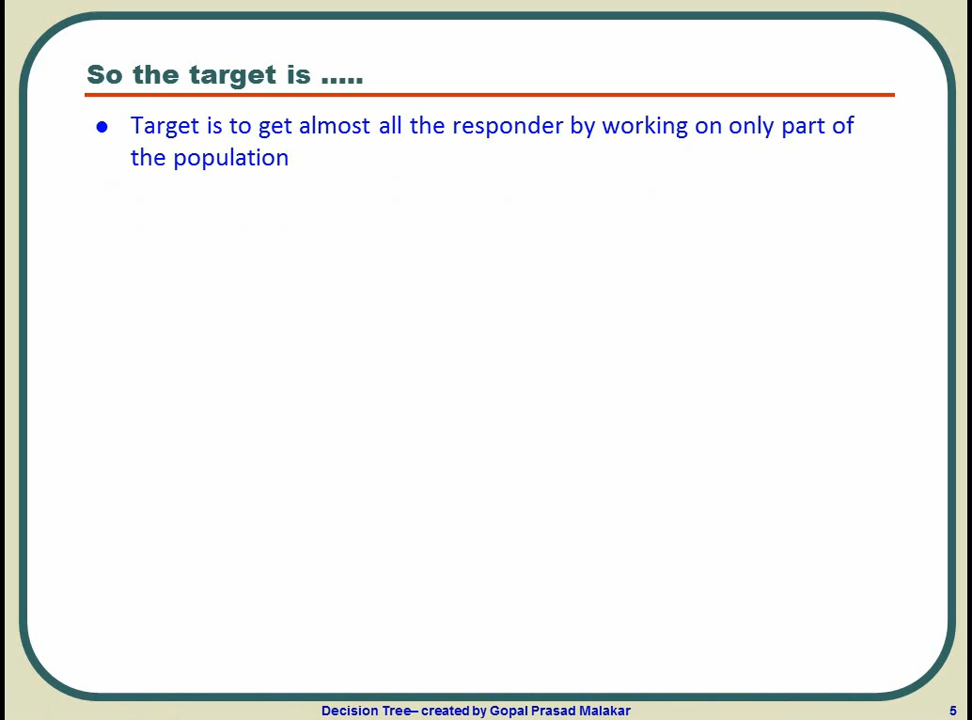 So the target is .....
● Target is to get almost all the responder by working on only part of
the population
Decision Tree– created by Gopal Prasad Malakar
5